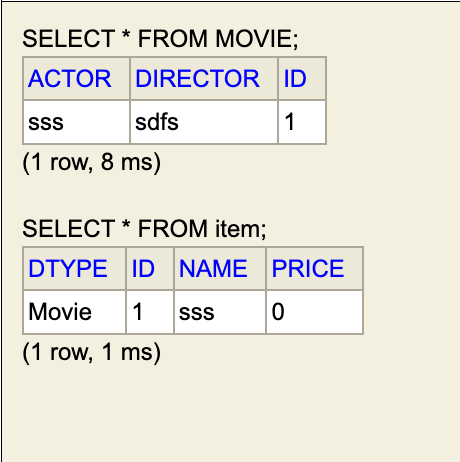 SELECT * FROM MOVIE;
ACTOR DIRECTOR ID
sss sdfs 1
(1 row, 8 ms)
SELECT * FROM item;
DTYPE ID NAME PRICE
Movie 1 sss 0
(1 row, 1 ms)